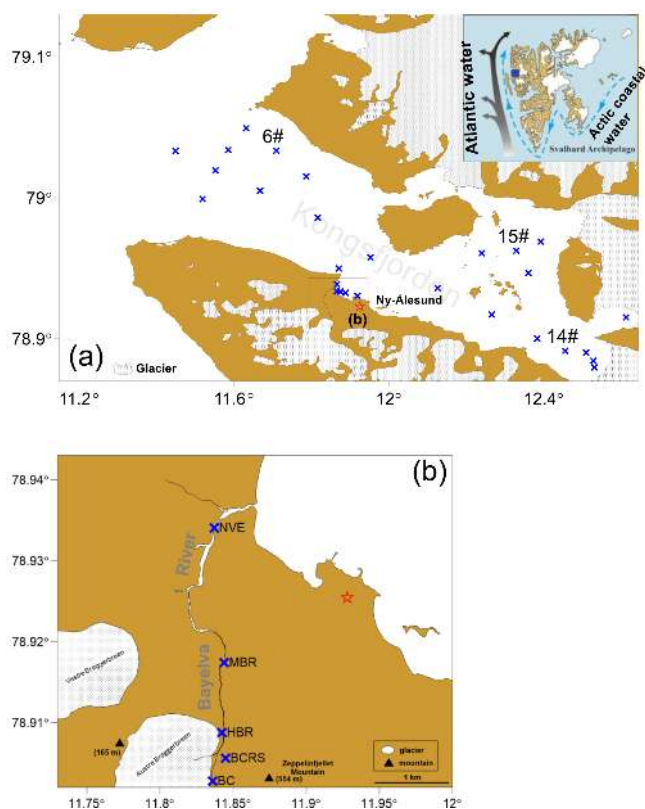 79.1°
79°
78.9°
11.2°
11.6°
12°
12.4°
6#
15#
14#
Kongsfjorden
Ny-Alesund
(b)
(a)
Glacier
Atlantic water
Actic coastal
water
Svalbard Archipelago
(b)
78.94°
78.93°
78.92°
78.91°
11.75°
11.8°
11.85°
11.9°
11.95°
12°
NVE
River
MBR
Bayelva
HBR
BCRS
BC
Austre Brøggerbreen
(165 m)
Zeppelinfjellet
Mountain
(554 m)
glacier
mountain
1 km